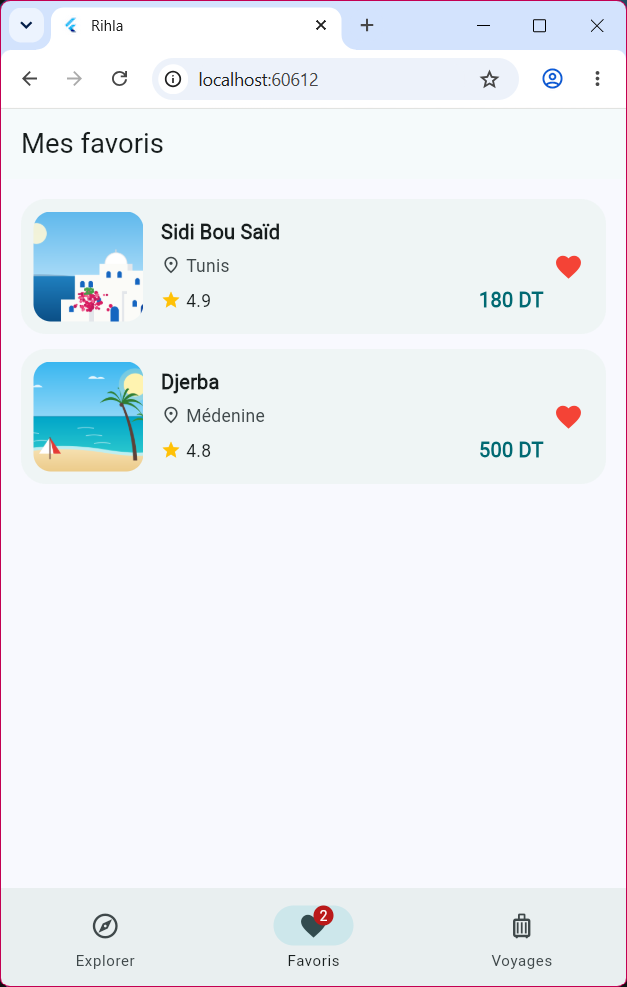 Rihla
localhost:60612
Mes favoris
Sidi Bou Saïd
Tunis
4.9
180 DT
Djerba
Médenine
4.8
500 DT
2
Explorer
Favoris
Voyages